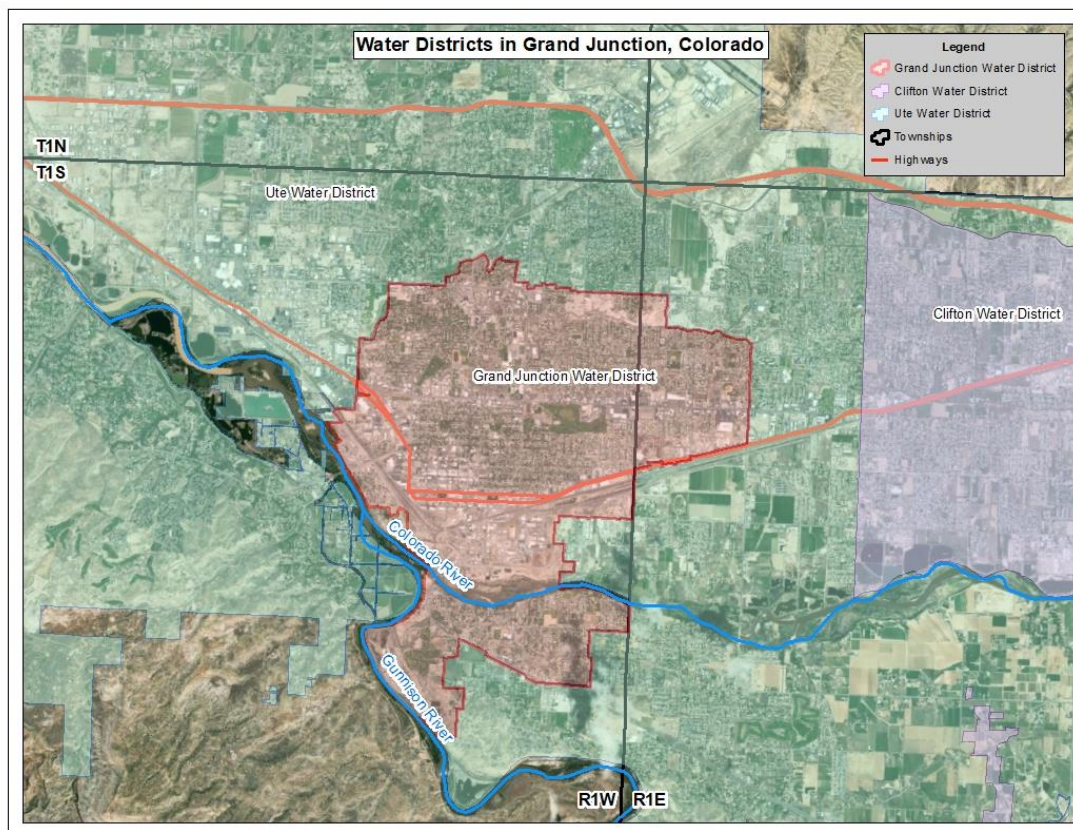 Water Districts in Grand Junction, Colorado
Legend
Grand Junction Water District
Clifton Water District
Ute Water District
Townships
Highways
T1N
T1S
Ute Water District
Clifton Water District
Grand Junction Water District
Colorado River
Gunnison River
R1W
R1E